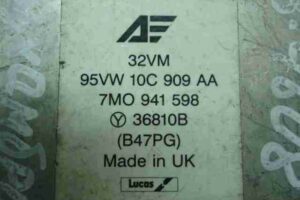 AE
32VM
95VW 10C 909 AA
7MO 941 598
Y 36810B
(B47PG)
Made in UK
Lucas